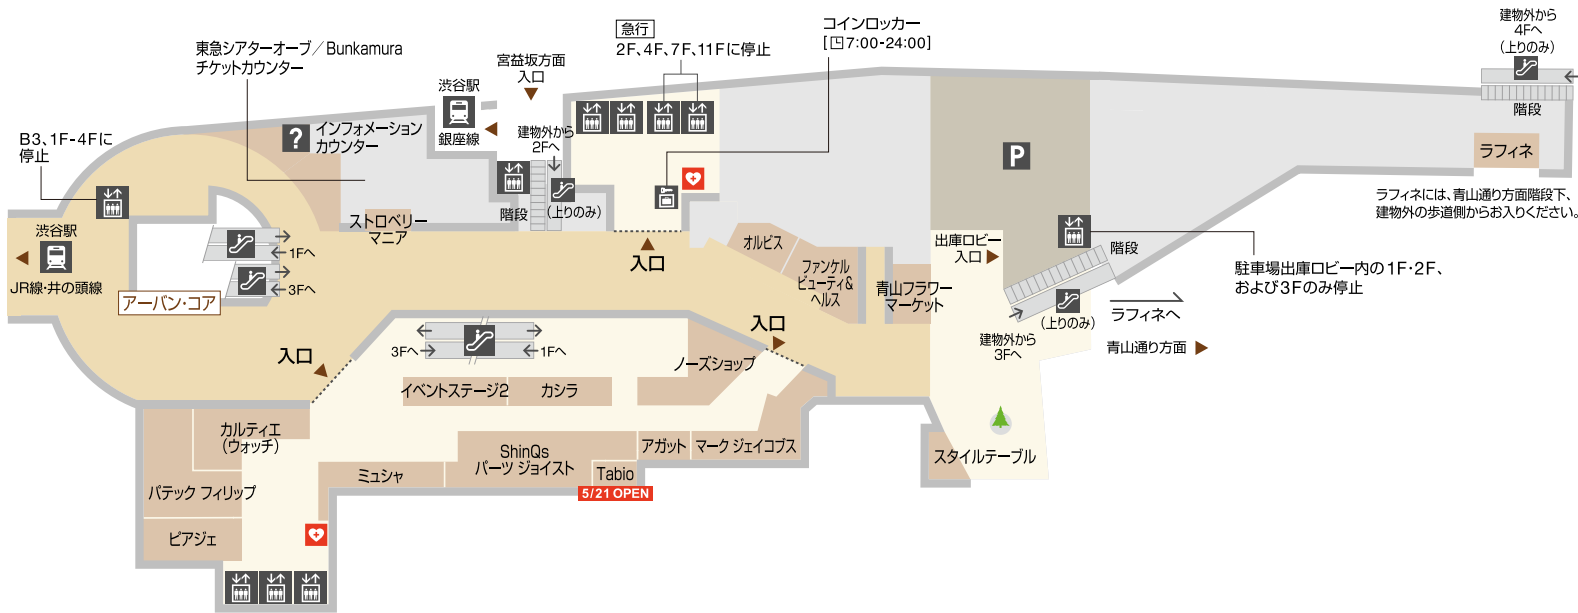 東急シアターオーブ／Bunkamura
チケットカウンター
渋谷駅
銀座線
宮益坂方面
入口
急行
2F、4F、7F、11Fに停止
コインロッカー
[7:00-24:00]
建物外から
4Fへ
（上りのみ）
階段
ラフィネ
ラフィネには、青山通り方面階段下、
建物外の歩道側からお入りください。
B3、1F-4Fに
停止
?
インフォメーション
カウンター
建物外から
2Fへ
（上りのみ）
階段
P
渋谷駅
JR線・井の頭線
1Fへ
3Fへ
アーバン・コア
ストロベリー
マニア
入口
オルビス
ファンケル
ビューティ&
ヘルス
青山フラワー
マーケット
出庫ロビー
入口
階段
（上りのみ）
駐車場出庫ロビー内の1F・2F、
および3Fのみ停止
ラフィネへ
建物外から
3Fへ
青山通り方面
入口
3Fへ
1Fへ
入口
ノーズショップ
イベントステージ2
カシラ
カルティエ
（ウォッチ）
ShinQs
パーツ ジョイスト
アガット
マーク ジェイコブス
スタイルテーブル
ミュシャ
Tabio
5/21 OPEN
パテック フィリップ
ピアジェ